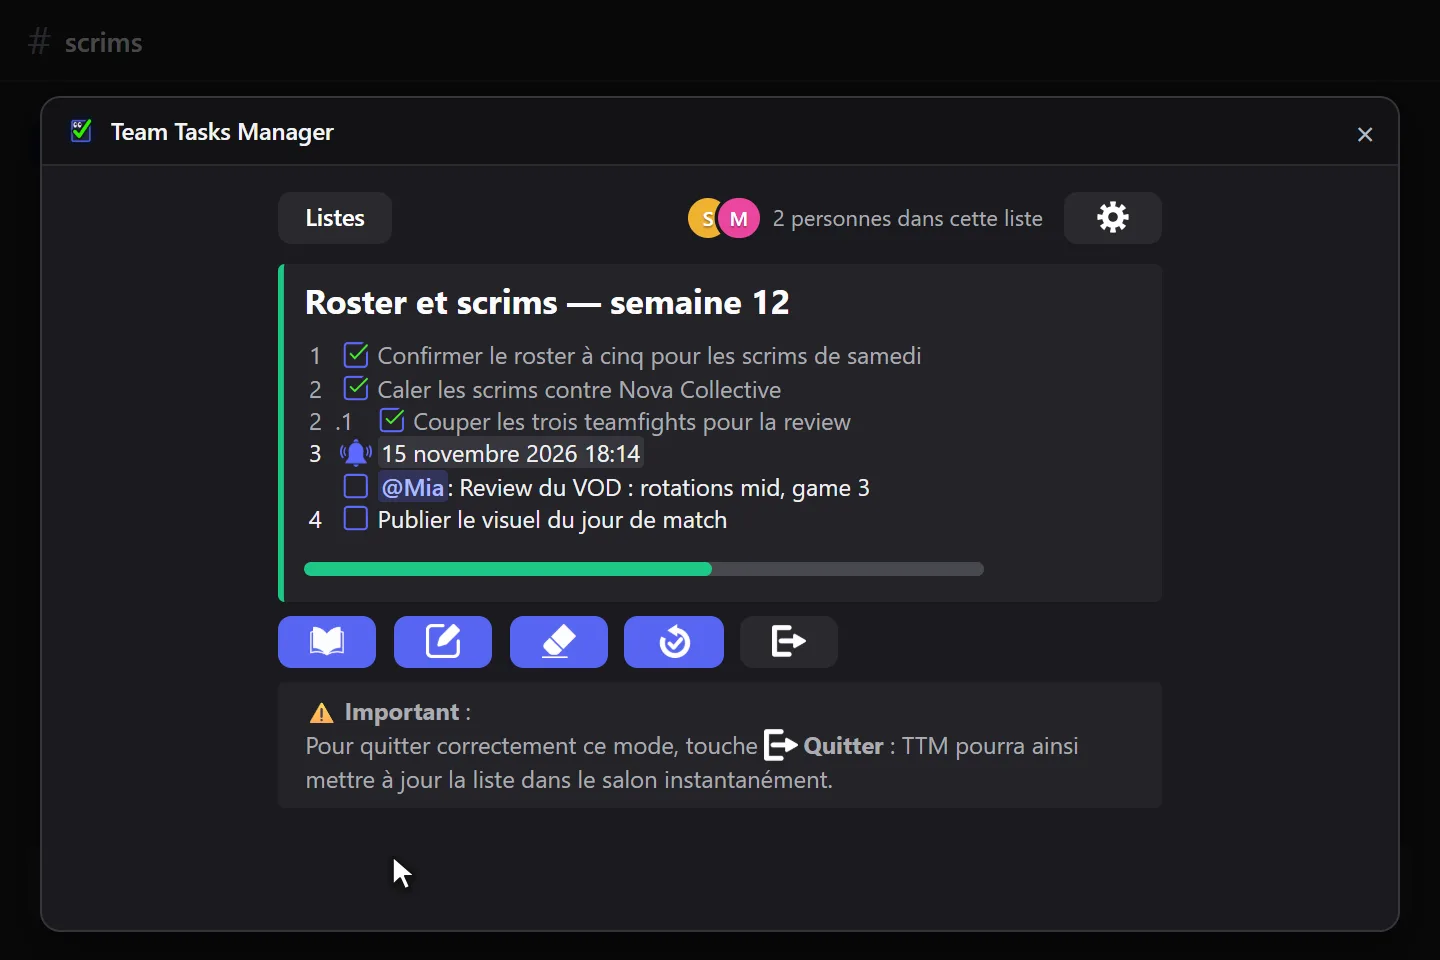 # scrims
Team Tasks Manager
Listes
S M 2 personnes dans cette liste
Roster et scrims — semaine 12
1 Confirmer le roster à cinq pour les scrims de samedi
2 Caler les scrims contre Nova Collective
2 .1 Couper les trois teamfights pour la review
3 15 novembre 2026 18:14
@Mia: Review du VOD : rotations mid, game 3
4 Publier le visuel du jour de match
Important :
Pour quitter correctement ce mode, touche Quitter : TTM pourra ainsi
mettre à jour la liste dans le salon instantanément.